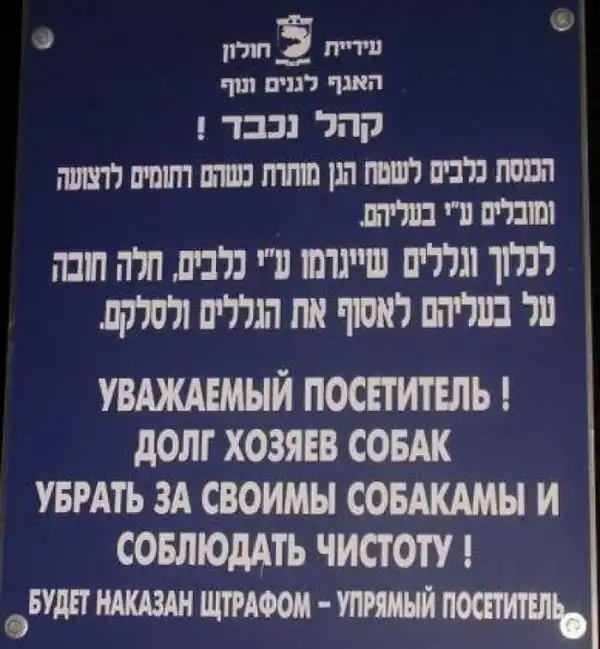 עיריית חולון
האגף לגנים ונוף
קהל נכבד !
הכנסת כלבים לשטח הגן מותרת כשהם רתומים לרצועה
ומובלים ע"י בעליהם.
לכלוך וגללים שייגרמו ע"י כלבים, חלה חובה
על בעליהם לאסוף את הגללים ולסלקם.
УВАЖАЕМЫЙ ПОСЕТИТЕЛЬ !
ДОЛГ ХОЗЯЕВ СОБАК
УБРАТЬ ЗА СВОИМЫ СОБАКАМЫ И
СОБЛЮДАТЬ ЧИСТОТУ !
БУДЕТ НАКАЗАН ЩТРАФОМ – УПРЯМЫЙ ПОСЕТИТЕЛЬ